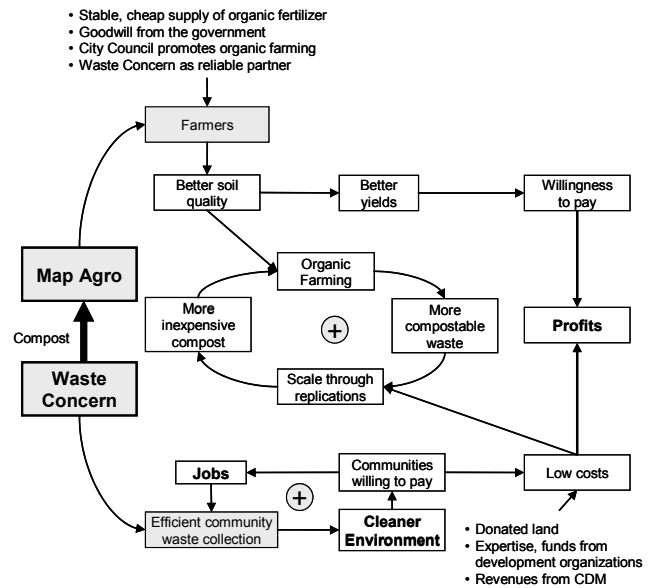 • Stable, cheap supply of organic fertilizer
• Goodwill from the government
• City Council promotes organic farming
• Waste Concern as reliable partner
Farmers
Better soil
quality
Better
yields
Willingness
to pay
Map Agro
Organic
Farming
More
inexpensive
compost
+
More
compostable
waste
Profits
Compost
Waste
Concern
Scale through
replications
Jobs
Communities
willing to pay
Low costs
+
Efficient community
waste collection
Cleaner
Environment
• Donated land
• Expertise, funds from
development organizations
• Revenues from CDM